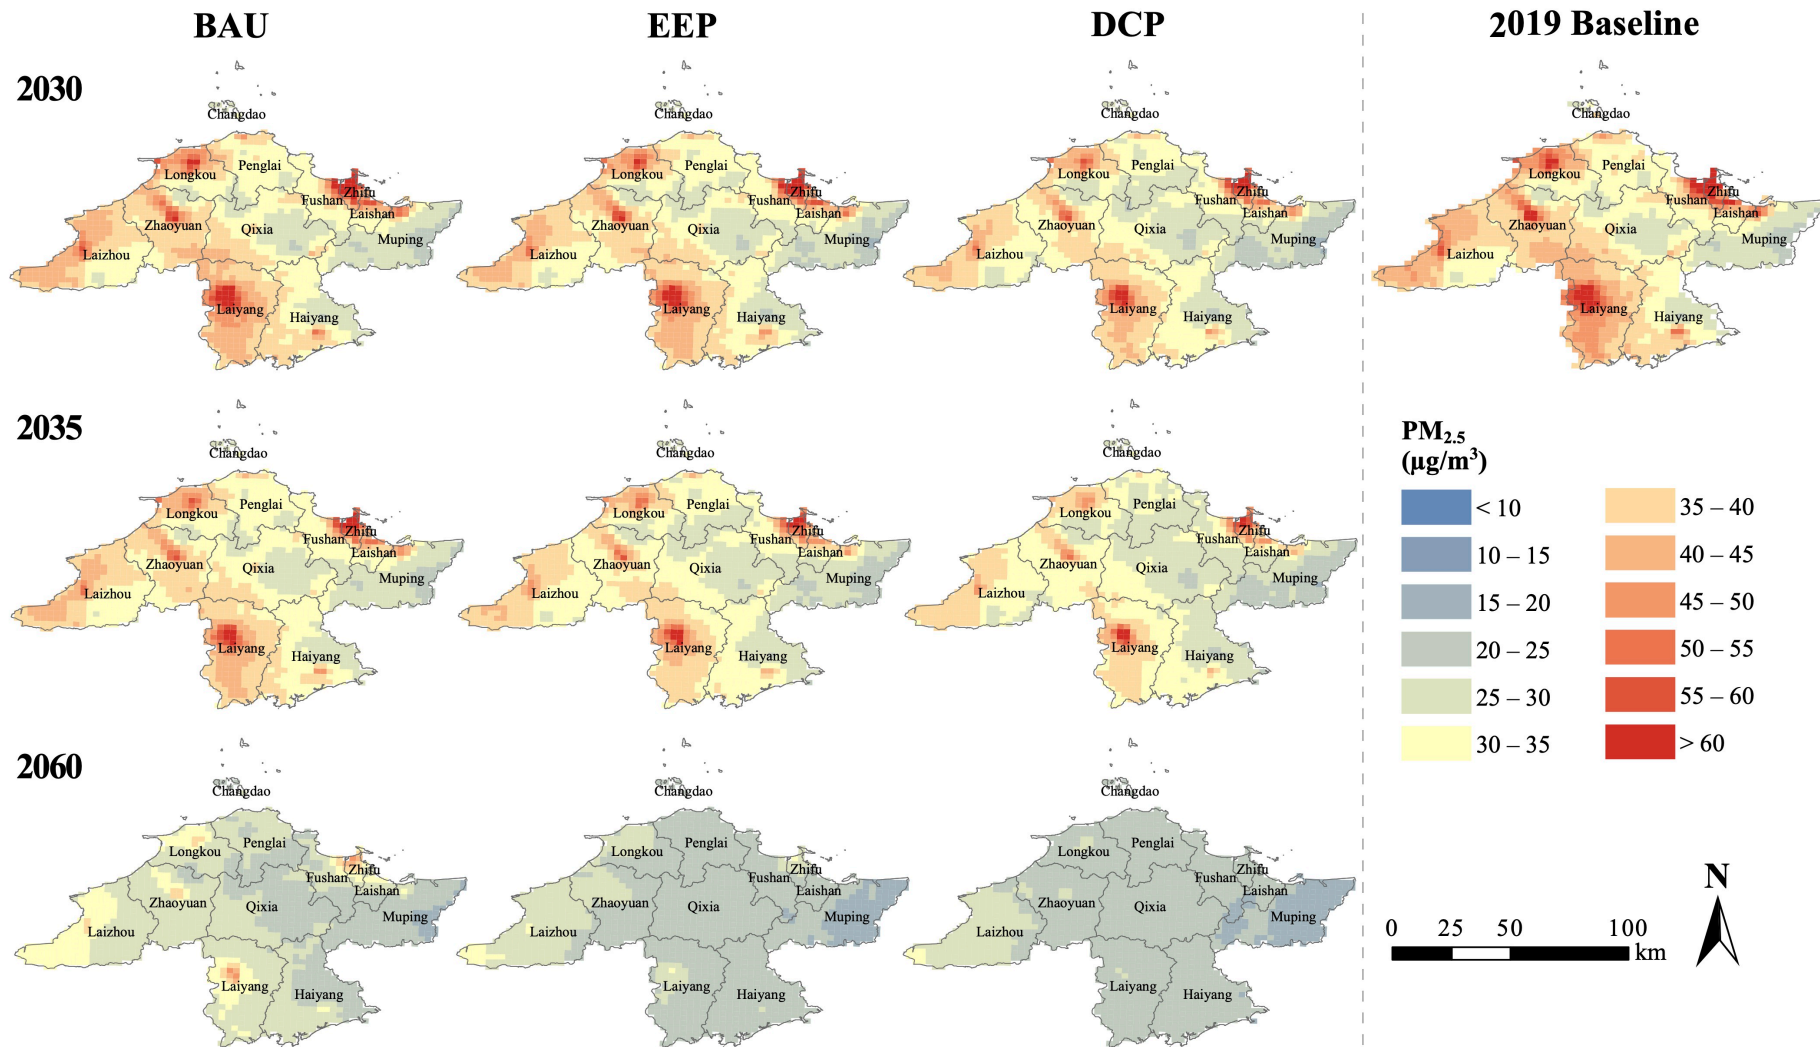 BAU
EEP
DCP
2019 Baseline
2030
Changdao
Penglai
Longkou
Zhifu
Fushan
Laishan
Zhaoyuan
Qixia
Muping
Laizhou
Laiyang
Haiyang
Changdao
Penglai
Longkou
Zhifu
Fushan
Laishan
Zhaoyuan
Qixia
Muping
Laizhou
Laiyang
Haiyang
Changdao
Penglai
Longkou
Zhifu
Fushan
Laishan
Zhaoyuan
Qixia
Muping
Laizhou
Laiyang
Haiyang
Changdao
Penglai
Longkou
Zhifu
Fushan
Laishan
Zhaoyuan
Qixia
Muping
Laizhou
Laiyang
Haiyang
2035
Changdao
Penglai
Longkou
Zhifu
Fushan
Laishan
Zhaoyuan
Qixia
Muping
Laizhou
Laiyang
Haiyang
Changdao
Penglai
Longkou
Zhifu
Fushan
Laishan
Zhaoyuan
Qixia
Muping
Laizhou
Laiyang
Haiyang
Changdao
Penglai
Longkou
Zhifu
Fushan
Laishan
Zhaoyuan
Qixia
Muping
Laizhou
Laiyang
Haiyang
2060
Changdao
Penglai
Longkou
Zhifu
Fushan
Laishan
Zhaoyuan
Qixia
Muping
Laizhou
Laiyang
Haiyang
Changdao
Penglai
Longkou
Zhifu
Fushan
Laishan
Zhaoyuan
Qixia
Muping
Laizhou
Laiyang
Haiyang
Changdao
Penglai
Longkou
Zhifu
Fushan
Laishan
Zhaoyuan
Qixia
Muping
Laizhou
Laiyang
Haiyang
PM2.5
(μg/m³)
< 10
10 – 15
15 – 20
20 – 25
25 – 30
30 – 35
35 – 40
40 – 45
45 – 50
50 – 55
55 – 60
> 60
N
0 25 50 100
km